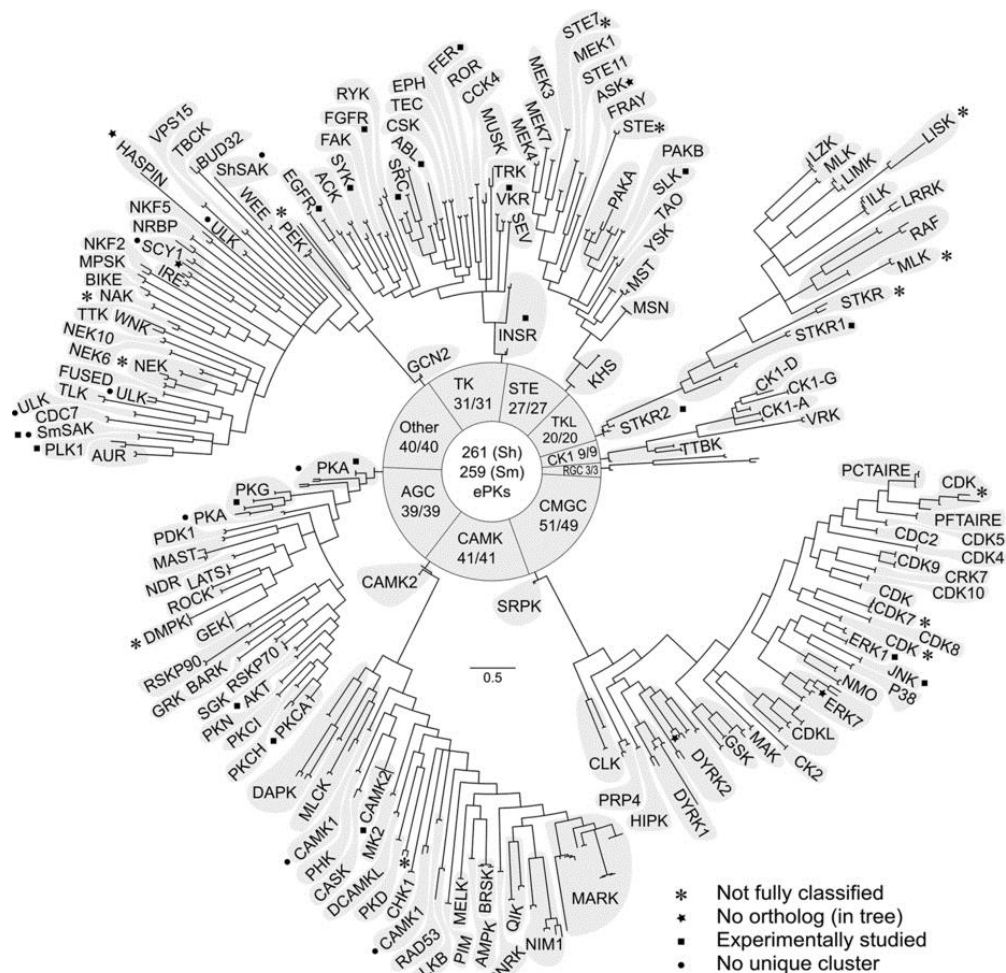 STE7*
MEK1
STE11
ASK★
FRAY
STE*
MEK3
MEK7
MEK4
FER■
ROR
CCK4
MUSK
EPH
TEC
CSK
ABL■
SRC■
TRK
VKR■
SEV
RYK
FGFR■
FAK
SYK■
ACK
EGFR■
INSR■
PAKB
SLK■
TAO
PAKA
YSK
MST
MSN
KHS
LISK*
LZK
MLK
LIMK
ILK
LRRK
RAF
MLK*
STKR*
STKR1■
STKR2■
CK1-D
CK1-G
CK1-A
VRK
TTBK
VPS15
TBCK
BUD32
★HASPIN
ShSAK●
WEE
PEK*
ULK●
NKF5
NRBP
●SCY1
IRE★
NKF2
MPSK
BIKE
*NAK
TTK
WNK
NEK10
NEK6
NEK*
FUSED
●ULK
TLK
ULK●
CDC7
■●SmSAK
■PLK1
AUR
GCN2
TK
31/31
STE
27/27
TKL
20/20
CK1 9/9
RGC 3/3
Other
40/40
261 (Sh)
259 (Sm)
ePKs
AGC
39/39
CAMK
41/41
CMGC
51/49
●PKA■
PKG■
●PKA
PDK1
MAST
NDR
LATS
ROCK
*DMPK
GEK
RSKP90
GRK
BARK
RSKP70
SGK
AKT■
PKN
PKCI
PKCA
PKCH■
CAMK2
SRPK
0.5
DAPK
MLCK
CAMK2
●CAMK1
MK2■
PHK
CASK
DCAMKL
PKD
CHK1*
●CAMK1
RAD53
LKB
PIM
MELK
AMPK
BRSK
SNRK
QIK
NIM1
MARK
PCTAIRE
CDK*
PFTAIRE
CDK5
CDC2
CDK4
CDK9
CRK7
CDK10
CDK
CDK7*
CDK8
CDK*
ERK1■
JNK■
P38
NMO
ERK7★
CDKL
CK2
MAK
GSK
DYRK2
DYRK1
HIPK
PRP4
CLK
* Not fully classified
★ No ortholog (in tree)
■ Experimentally studied
● No unique cluster